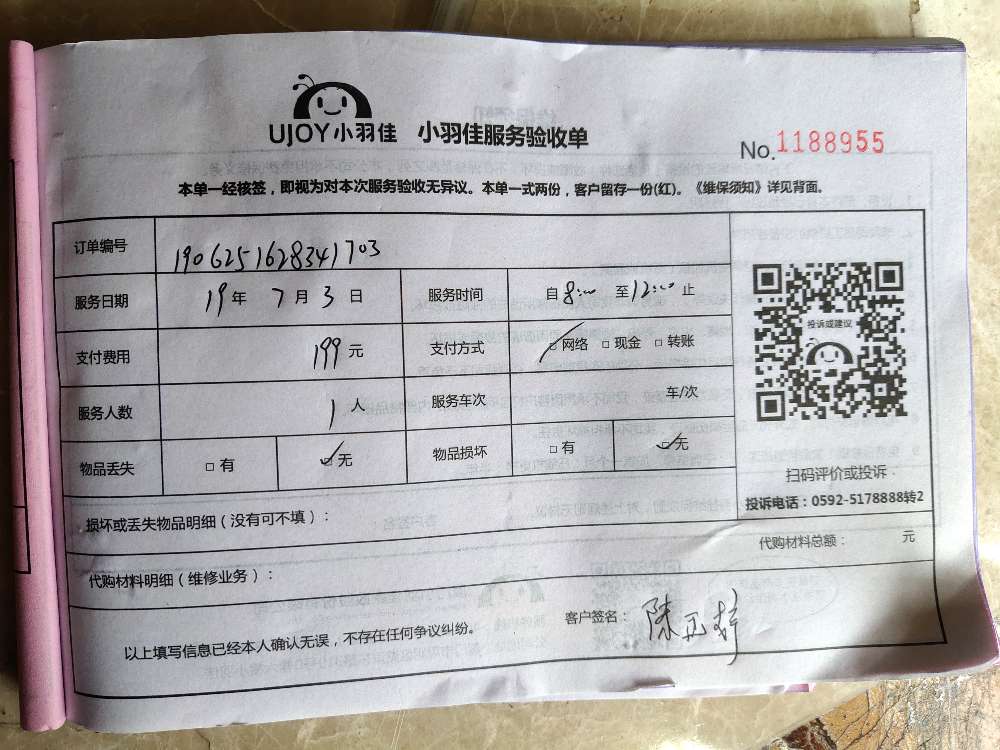 UJOY小羽佳 小羽佳服务验收单
No.1188955
本单一经核签，即视为对本次服务验收无异议。本单一式两份，客户留存一份(红)。《维保须知》详见背面。
订单编号 1906251628341703
服务日期 19年 7月 3日 服务时间 自8:00 至12:00止
支付费用 199元 支付方式 ☑网络 □现金 □转账
服务人数 1人 服务车次 车/次
物品丢失 □有 ☑无 物品损坏 □有 ☑无
投诉或建议
扫码评价或投诉
投诉电话：0592-5178888转2
损坏或丢失物品明细（没有可不填）：
代购材料总额： 元
代购材料明细（维修业务）：
以上填写信息已经本人确认无误，不存在任何争议纠纷。
客户签名：陈正